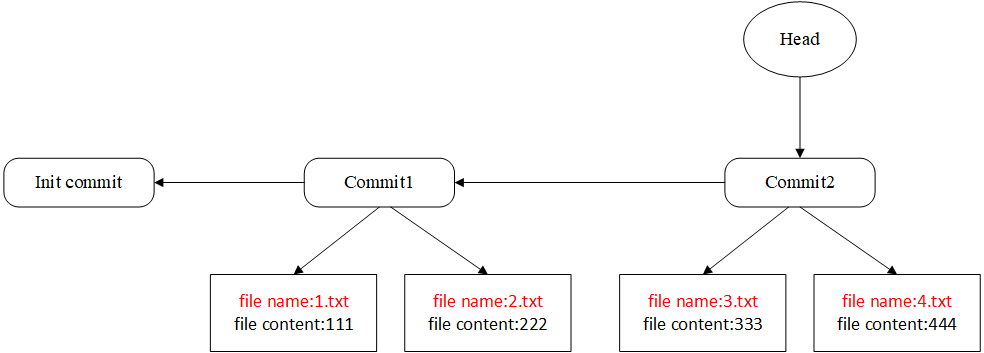 Head
Init commit
Commit1
Commit2
file name:1.txt
file content:111
file name:2.txt
file content:222
file name:3.txt
file content:333
file name:4.txt
file content:444